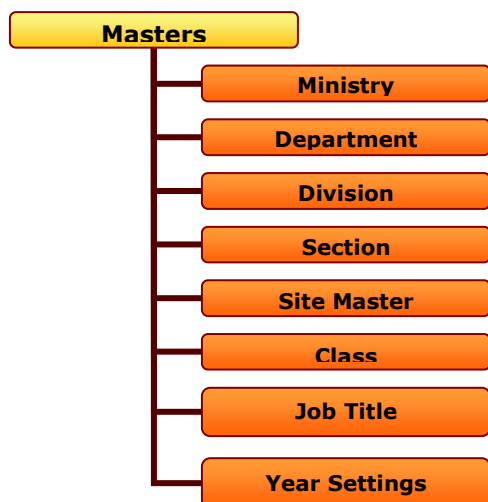 Masters
Ministry
Department
Division
Section
Site Master
Class
Job Title
Year Settings